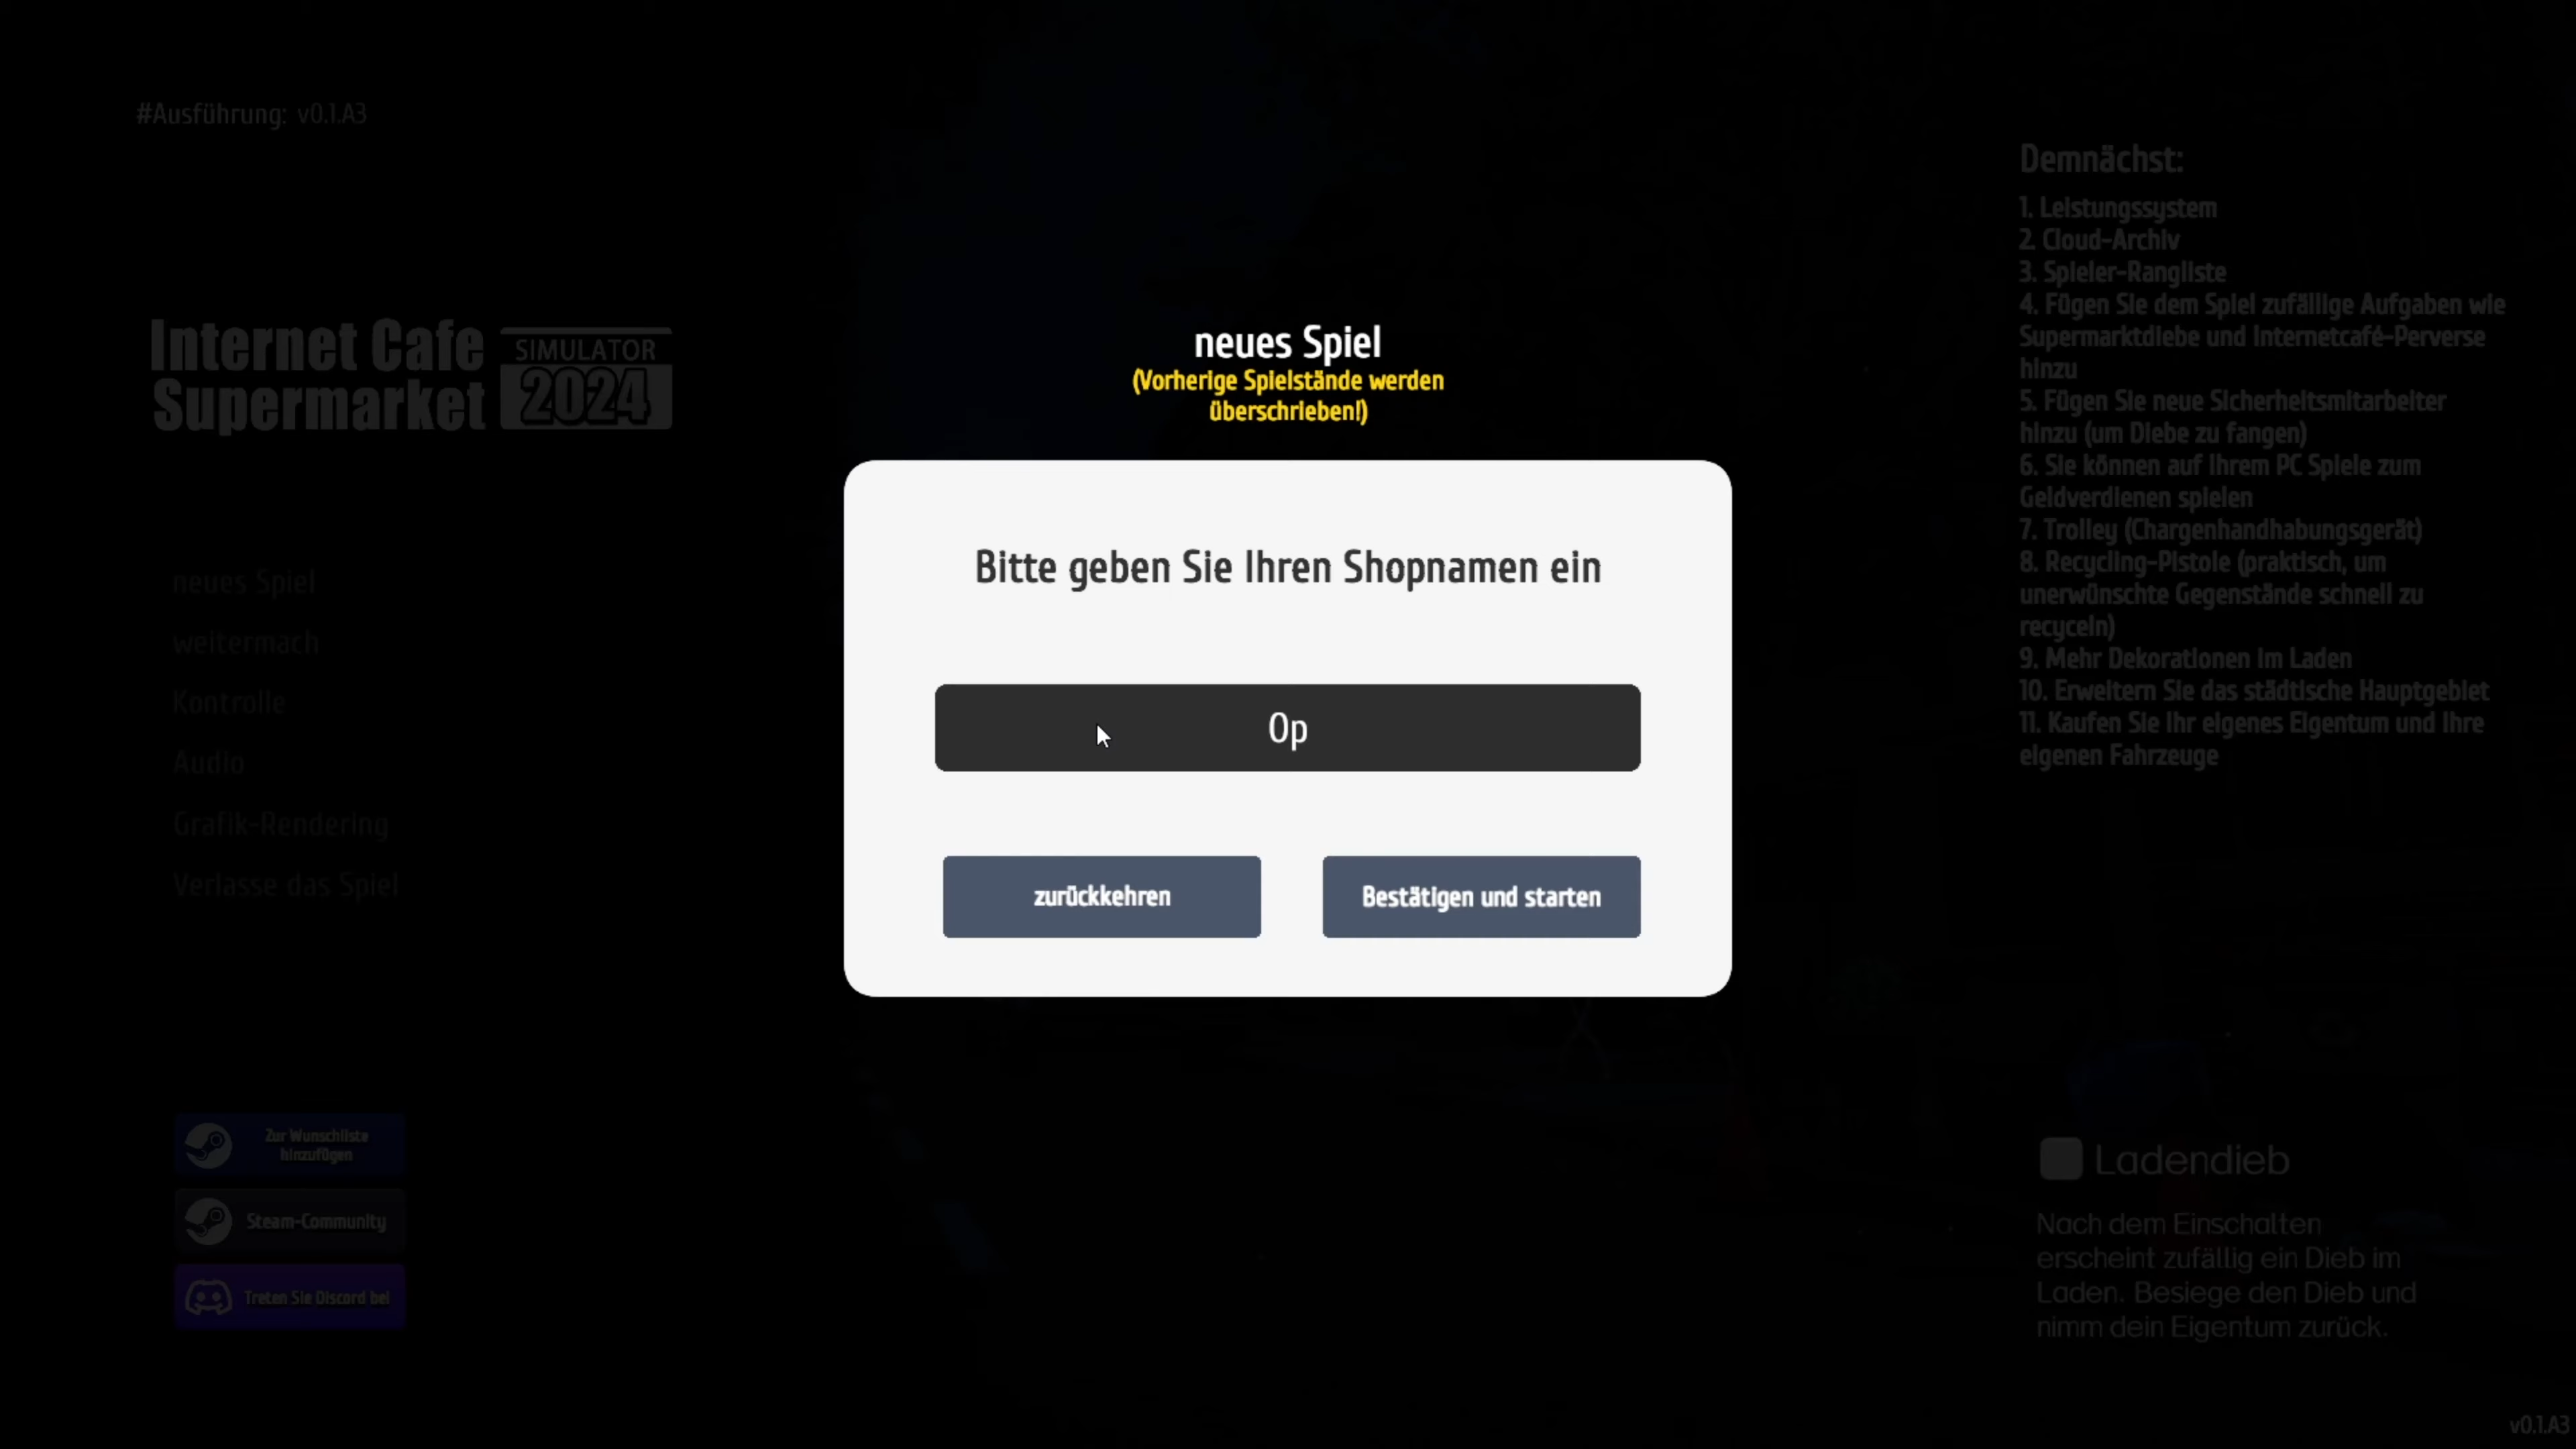 #Ausführung: v0.1.A3
Internet Cafe
Supermarket
SIMULATOR
2024
neues Spiel
weitermach
Kontrolle
Audio
Grafik-Rendering
Verlasse das Spiel
Zur Wunschliste
hinzufügen
Steam-Community
Treten Sie Discord bei
neues Spiel
(Vorherige Spielstände werden
überschrieben!)
Bitte geben Sie Ihren Shopnamen ein
Op
zurückkehren
Bestätigen und starten
Demnächst:
1. Leistungssystem
2. Cloud-Archiv
3. Spieler-Rangliste
4. Fügen Sie dem Spiel zufällige Aufgaben wie
Supermarktdiebe und Internetcafé-Perverse
hinzu
5. Fügen Sie neue Sicherheitsmitarbeiter
hinzu (um Diebe zu fangen)
6. Sie können auf Ihrem PC Spiele zum
Geldverdienen spielen
7. Trolley (Chargenhandhabungsgerät)
8. Recycling-Pistole (praktisch, um
unerwünschte Gegenstände schnell zu
recyceln)
9. Mehr Dekorationen im Laden
10. Erweitern Sie das städtische Hauptgebiet
11. Kaufen Sie Ihr eigenes Eigentum und Ihre
eigenen Fahrzeuge
Ladendieb
Nach dem Einschalten
erscheint zufällig ein Dieb im
Laden. Besiege den Dieb und
nimm dein Eigentum zurück.
v0.1.A3